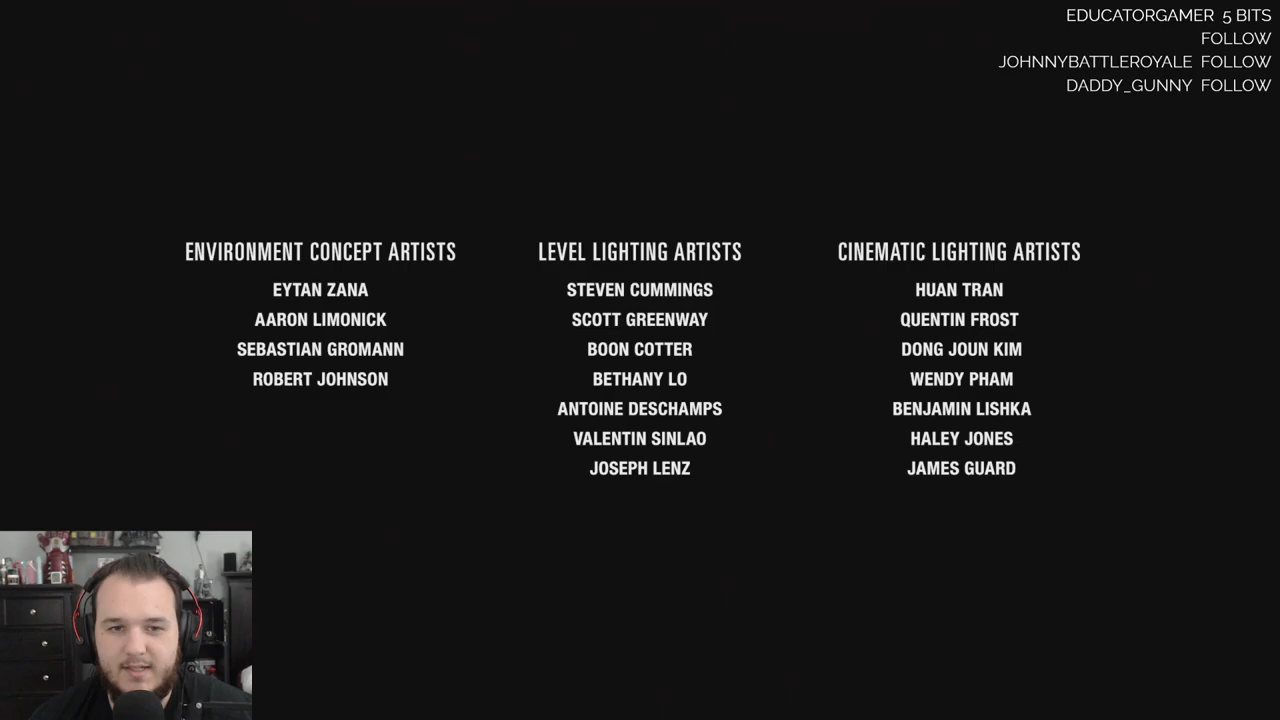 EDUCATORGAMER 5 BITS
FOLLOW
JOHNNYBATTLEROYALE FOLLOW
DADDY_GUNNY FOLLOW
ENVIRONMENT CONCEPT ARTISTS
EYTAN ZANA
AARON LIMONICK
SEBASTIAN GROMANN
ROBERT JOHNSON
LEVEL LIGHTING ARTISTS
STEVEN CUMMINGS
SCOTT GREENWAY
BOON COTTER
BETHANY LO
ANTOINE DESCHAMPS
VALENTIN SINLAO
JOSEPH LENZ
CINEMATIC LIGHTING ARTISTS
HUAN TRAN
QUENTIN FROST
DONG JOUN KIM
WENDY PHAM
BENJAMIN LISHKA
HALEY JONES
JAMES GUARD